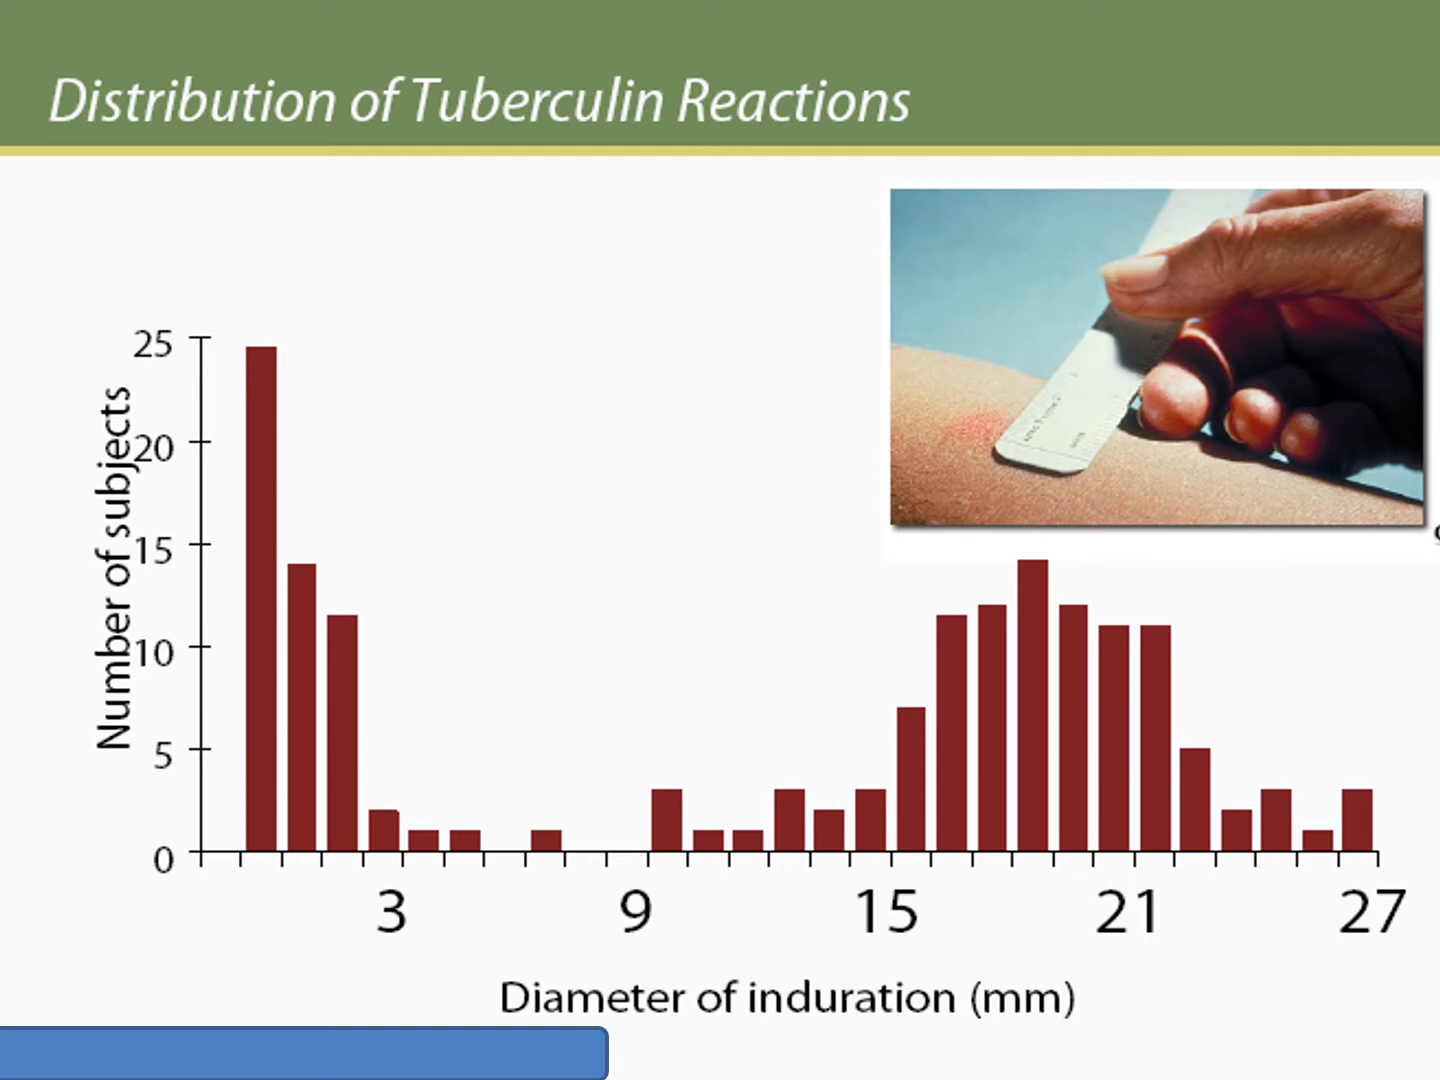 Distribution of Tuberculin Reactions
Number of subjects
25
20
15
10
5
0
3 9 15 21 27
Diameter of induration (mm)